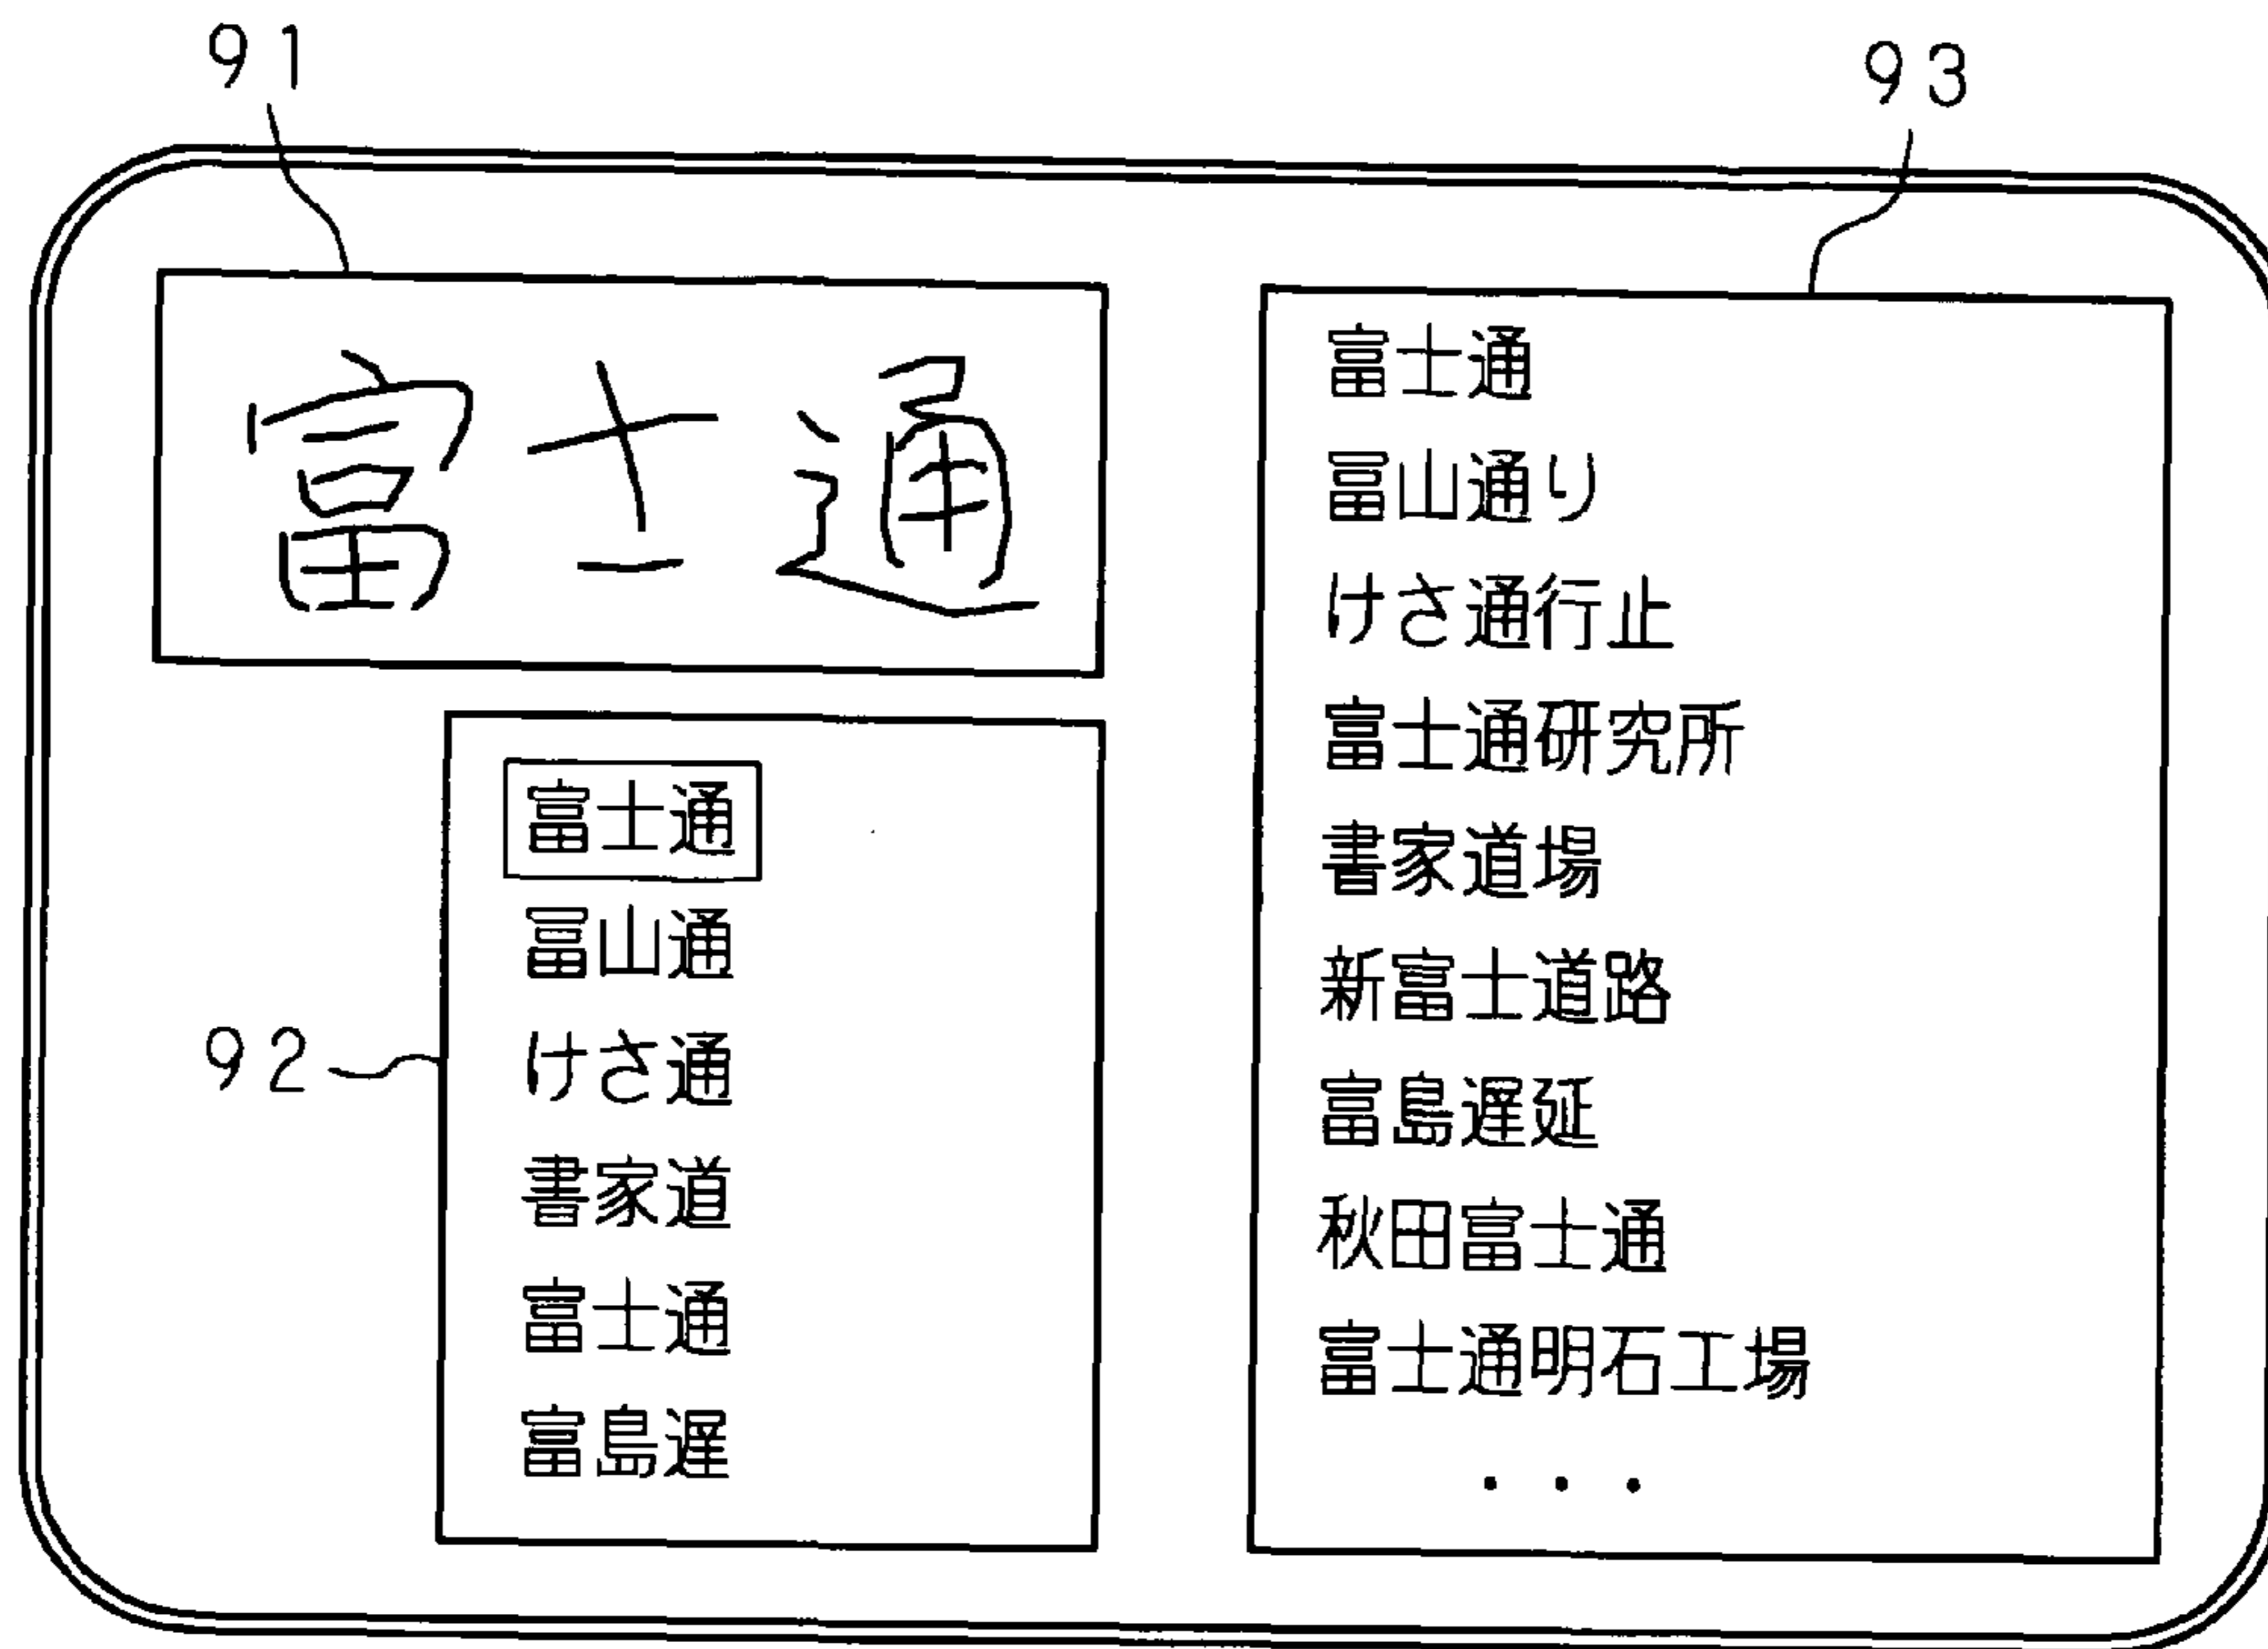 91
93
富士通
富士通
冨山通り
けさ通行止
富士通研究所
書家道場
新富士道路
富島遅延
秋田富士通
富士通明石工場
・・・
92
富士通
冨山通
けさ通
書家道
富士通
富島遅